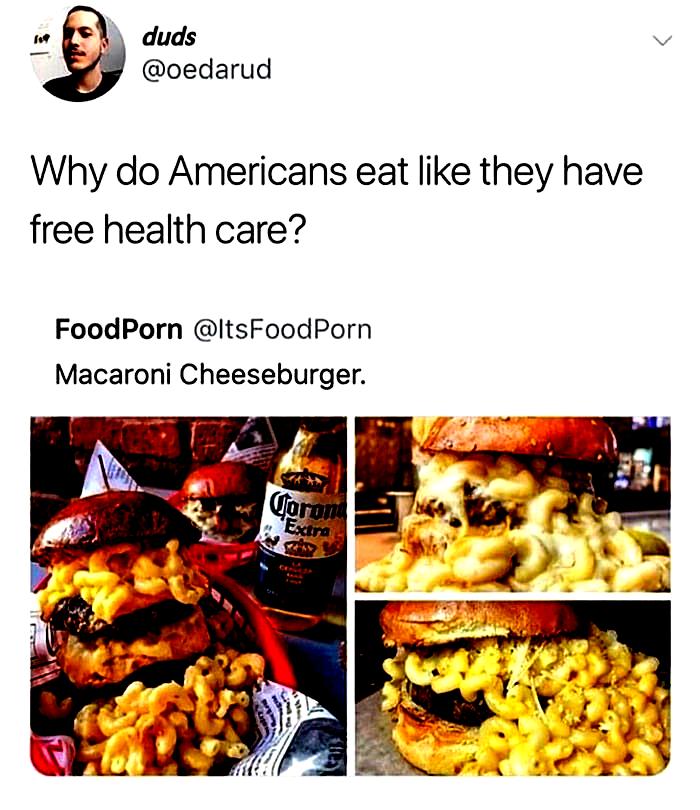 duds
@oedarud
Why do Americans eat like they have
free health care?
FoodPorn @ItsFoodPorn
Macaroni Cheeseburger.
Corona
Extra